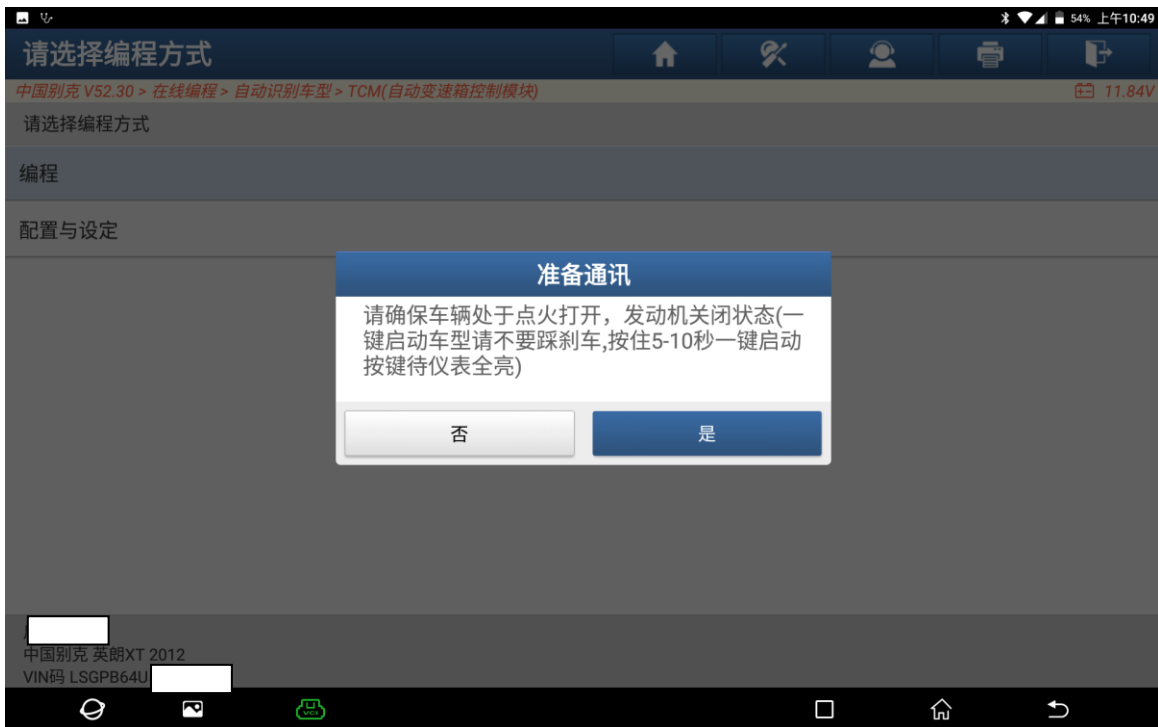 54% 上午10:49
请选择编程方式
中国别克 V52.30 > 在线编程 > 自动识别车型 > TCM(自动变速箱控制模块)
11.84V
请选择编程方式
编程
配置与设定
准备通讯
请确保车辆处于点火打开，发动机关闭状态(一
键启动车型请不要踩刹车,按住5-10秒一键启动
按键待仪表全亮)
否
是
中国别克 英朗XT 2012
VIN码 LSGPB64U
VCI